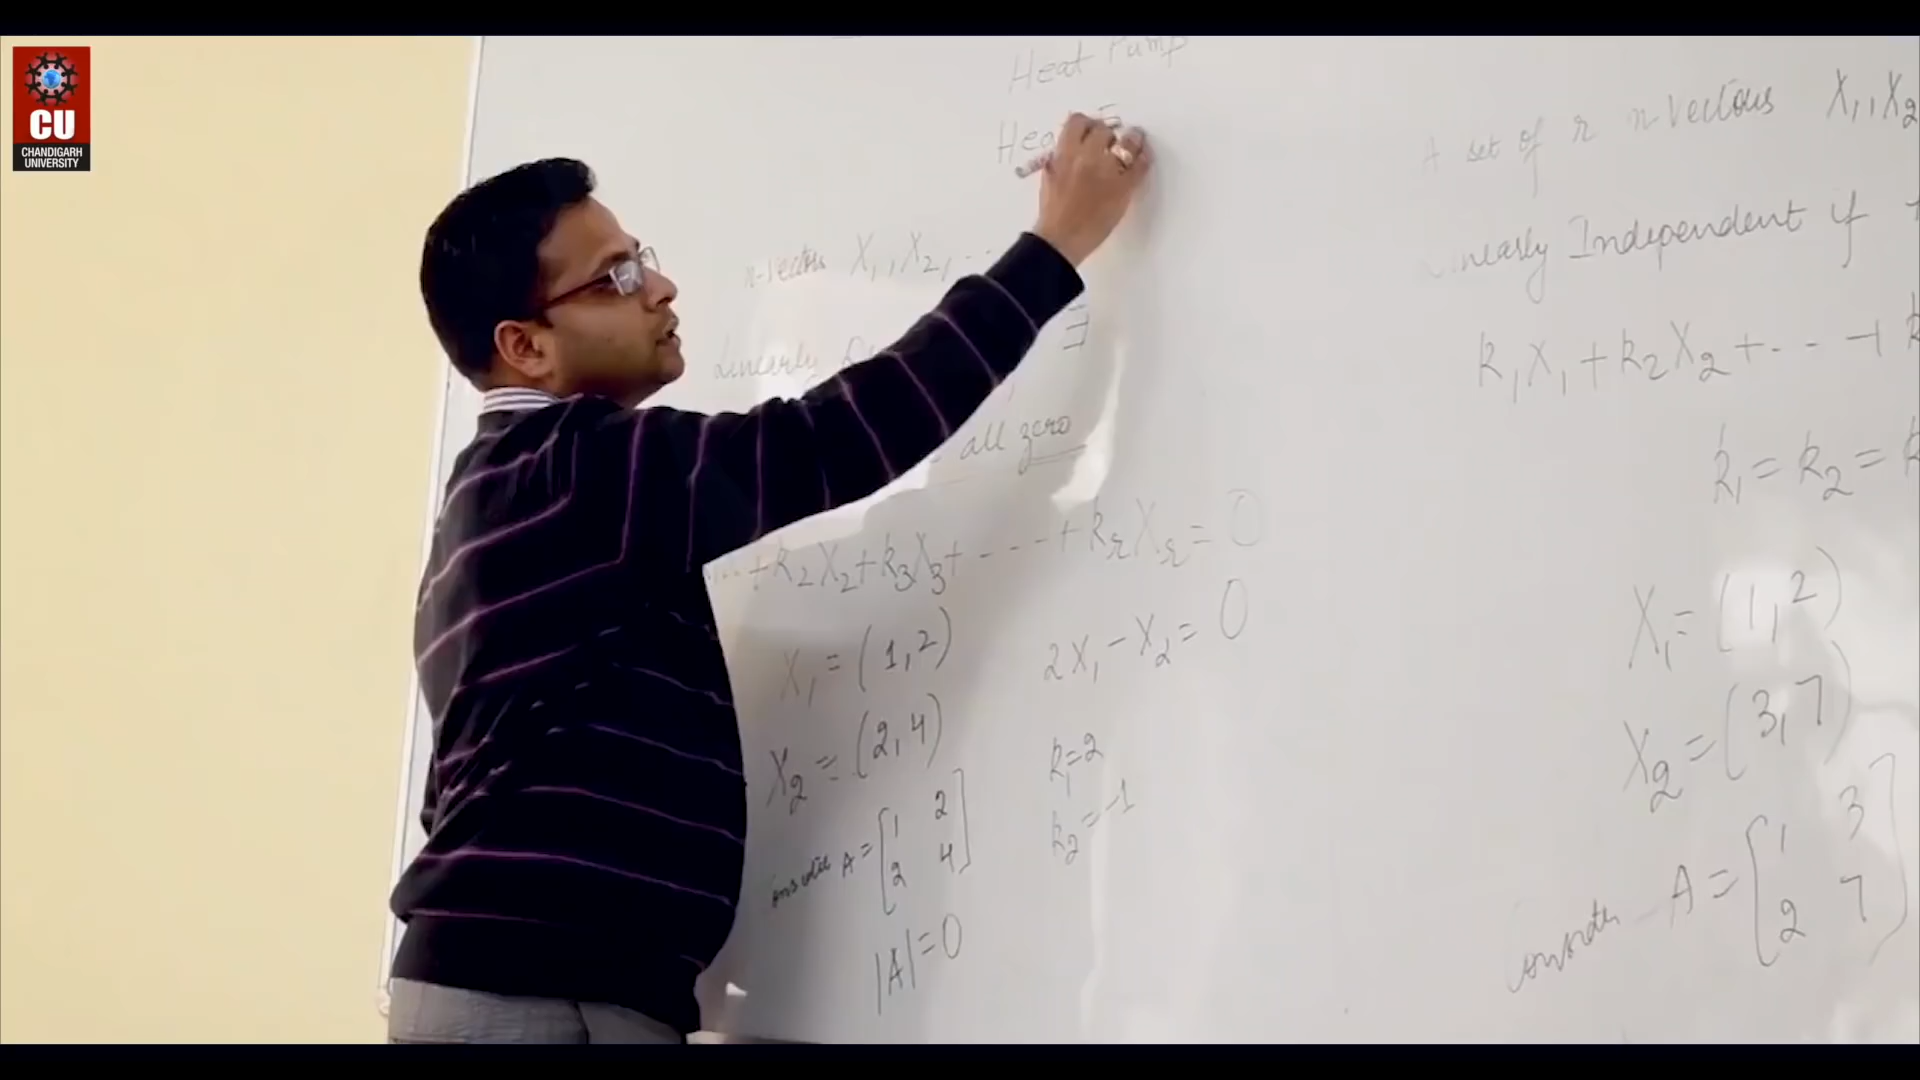 CU
CHANDIGARH
UNIVERSITY
Heat Pump
Hea
n-Vectors X₁, X₂, ...
Linearly
∃
all zero
+ k₂X₂ + k₃X₃ + - - - + kᵣXᵣ = 0
X₁ = (1, 2)
2X₁ - X₂ = 0
X₂ = (2, 4)
k₁ = 2
k₂ = -1
A = [1 2
2 4]
|A| = 0
A set of r n-Vectors X₁, X₂
Linearly Independent if
k₁X₁ + k₂X₂ + - - - +
k₁ = k₂ =
X₁ = (1, 2)
X₂ = (3, 7)
consider A = [1 3
2 7]